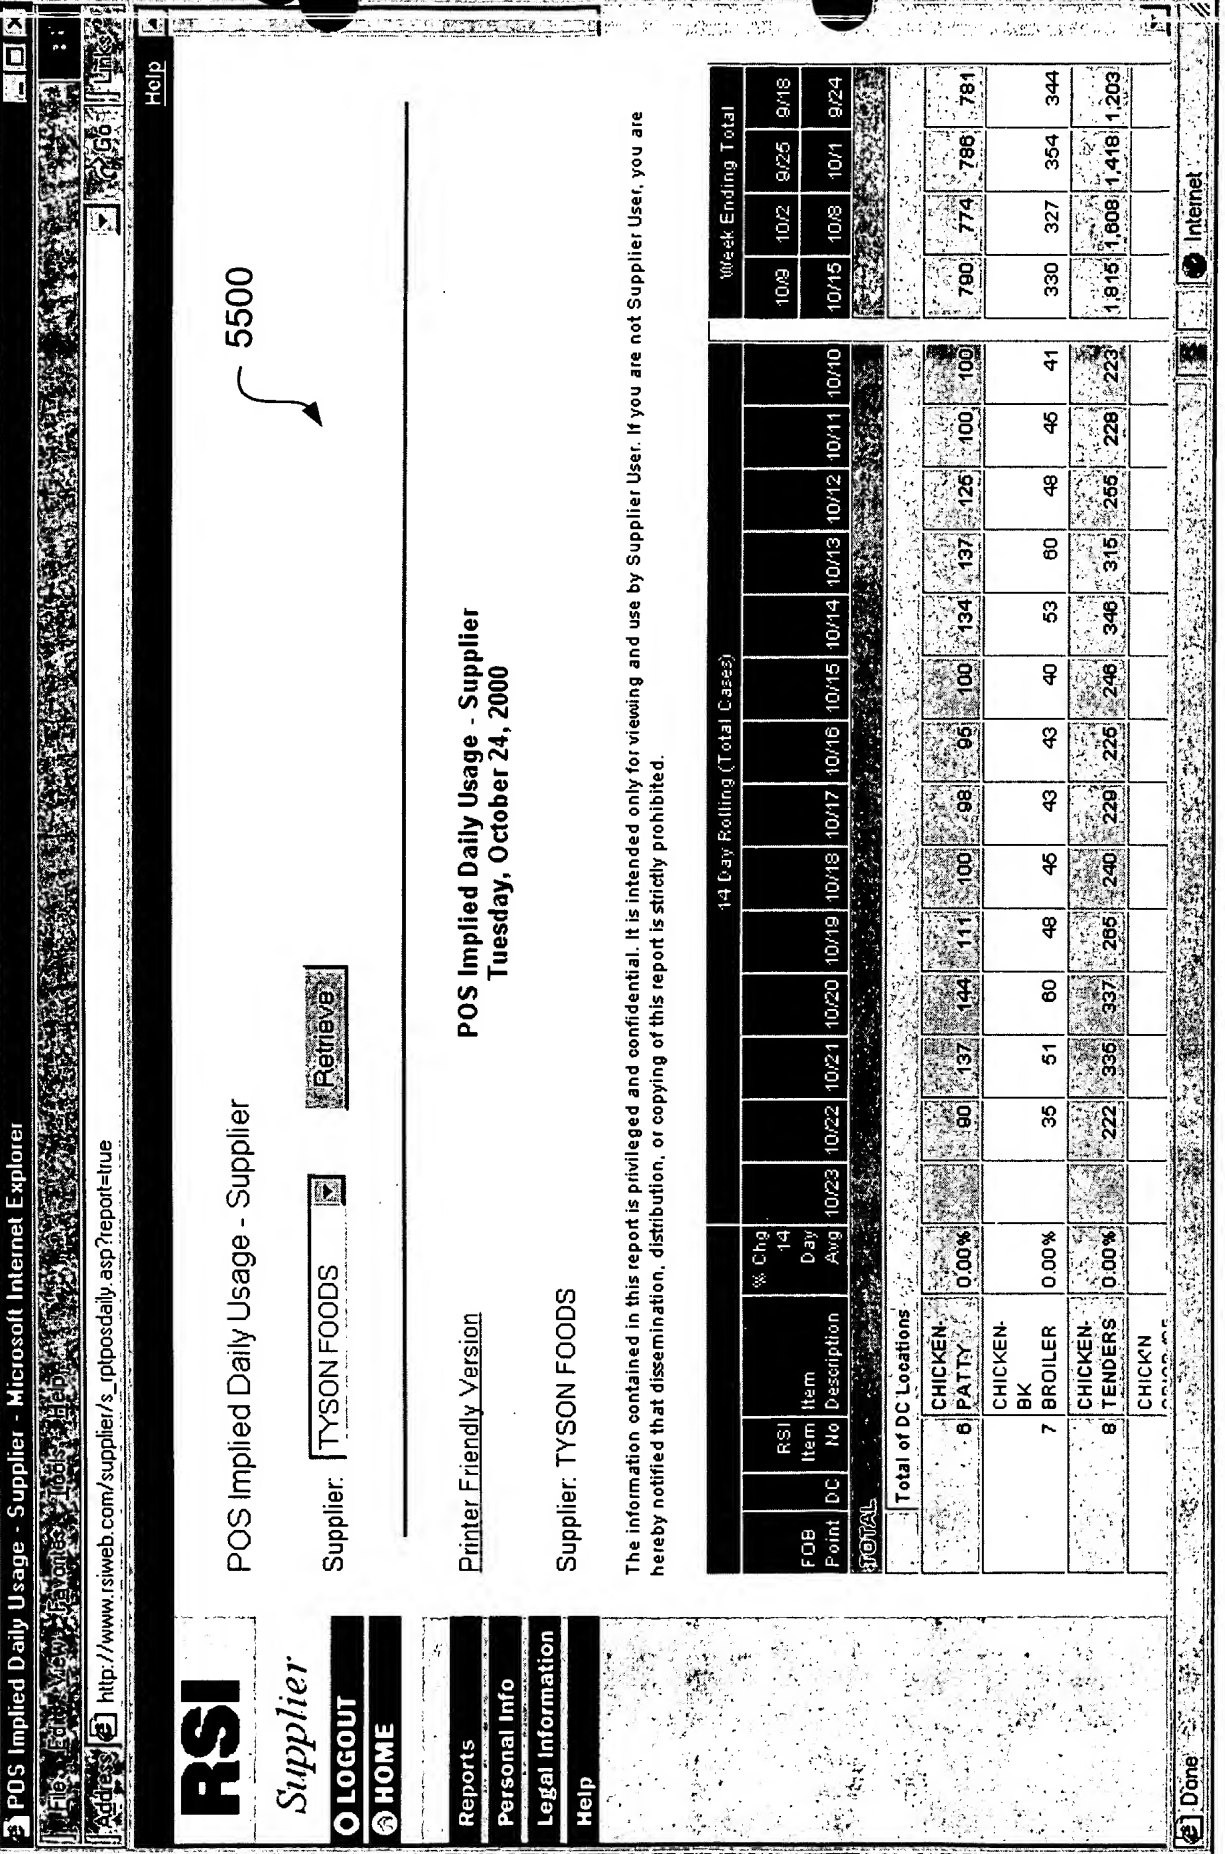 POS Implied Daily Usage - Supplier - Microsoft Internet Explorer
File Edit View Favorites Tools Help
Address http://www.rsiweb.com/supplier/s_rptposdaily.asp?report=true Go Links
Help
RSI
Supplier
LOGOUT
HOME
Reports
Personal Info
Legal Information
Help
POS Implied Daily Usage - Supplier
5500
Supplier: TYSON FOODS Retrieve
POS Implied Daily Usage - Supplier
Tuesday, October 24, 2000
Printer Friendly Version
Supplier: TYSON FOODS
The information contained in this report is privileged and confidential. It is intended only for viewing and use by Supplier User. If you are not Supplier User, you are
hereby notified that dissemination, distribution, or copying of this report is strictly prohibited.
14 Day Rolling (Total Cases) Week Ending Total
% Chg
RSI 14 10/9 10/2 9/25 9/18
FOB Item Item Day
Point DC No Description Avg 10/23 10/22 10/21 10/20 10/19 10/18 10/17 10/16 10/15 10/14 10/13 10/12 10/11 10/10 10/15 10/8 10/1 9/24
TOTAL
Total of DC Locations
CHICKEN-
6 PATTY 0.00% 90 137 144 111 100 98 95 100 134 137 125 100 100 790 774 786 781
CHICKEN-
BK
7 BROILER 0.00% 35 51 60 48 45 43 43 40 53 60 48 45 41 330 327 354 344
CHICKEN-
8 TENDERS 0.00% 222 335 337 265 240 229 225 246 346 315 255 228 223 1,815 1,608 1,418 1,203
CHICK'N
Done Internet